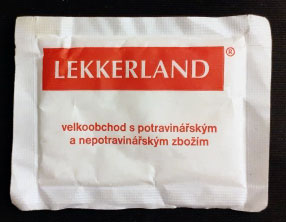 LEKKERLAND®
velkoobchod s potravinářským
a nepotravinářským zbožím